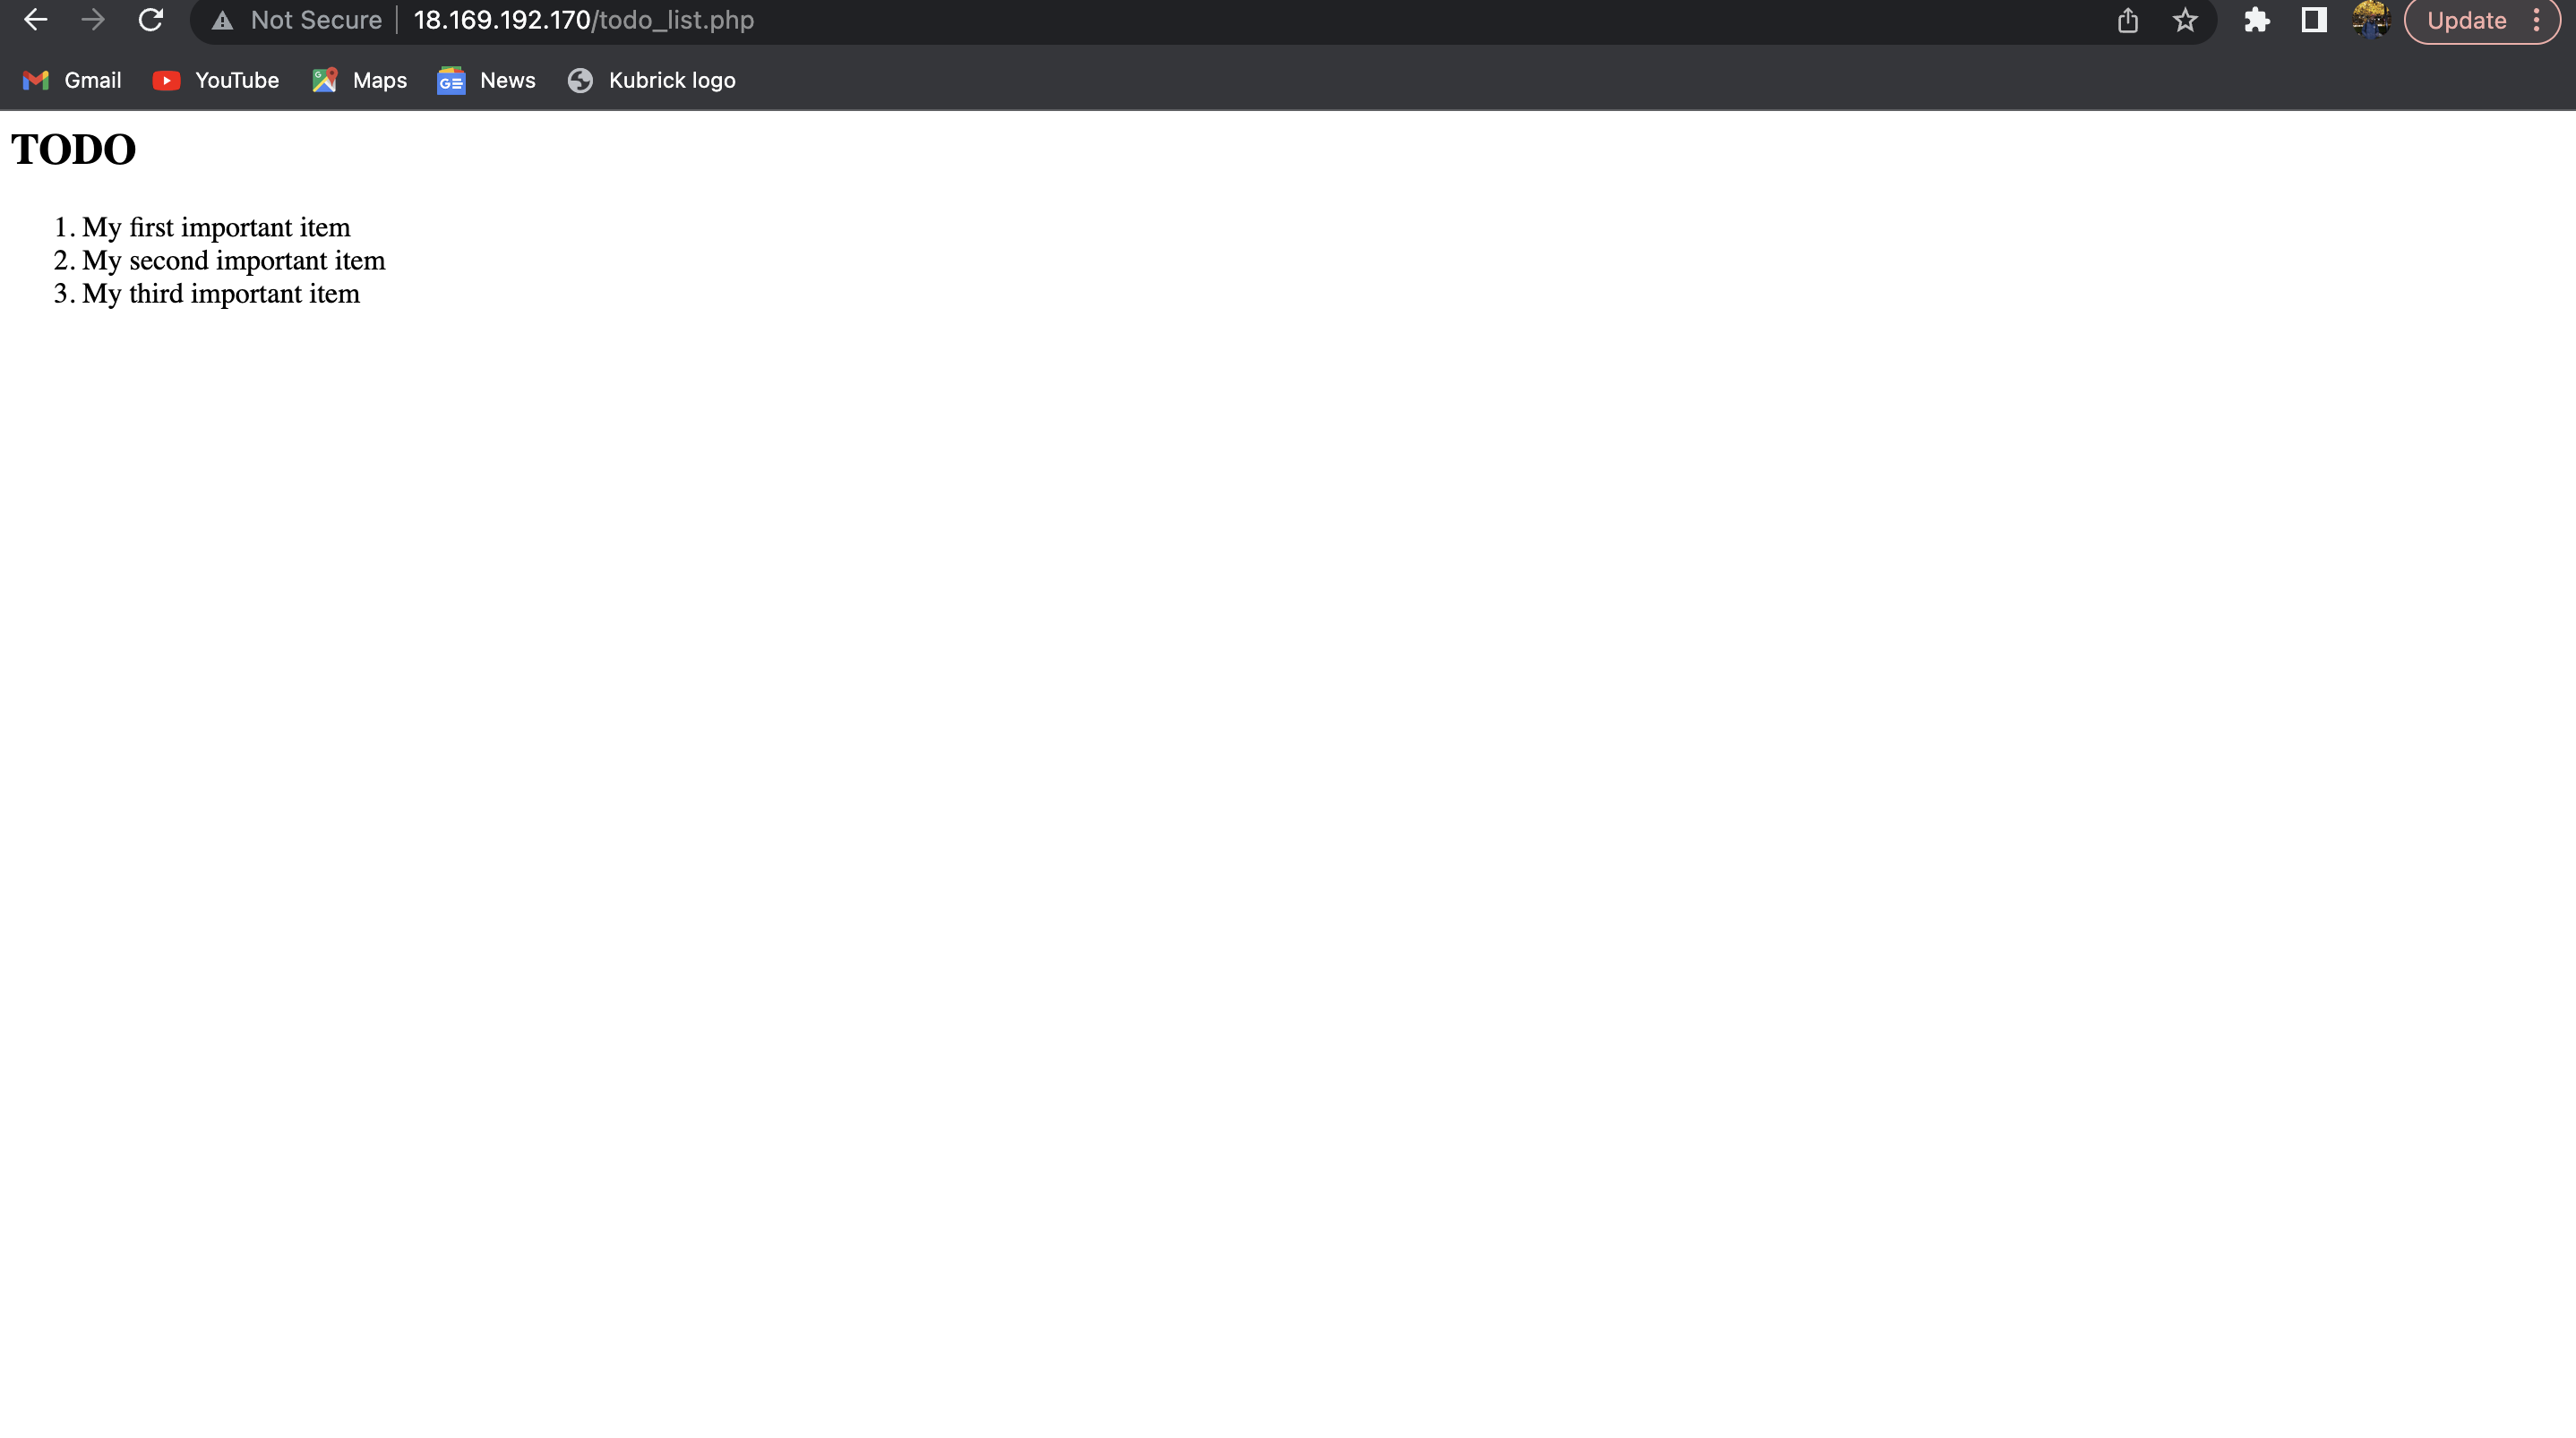 Not Secure 18.169.192.170/todo_list.php Update
Gmail YouTube Maps News Kubrick logo
TODO
1. My first important item
2. My second important item
3. My third important item